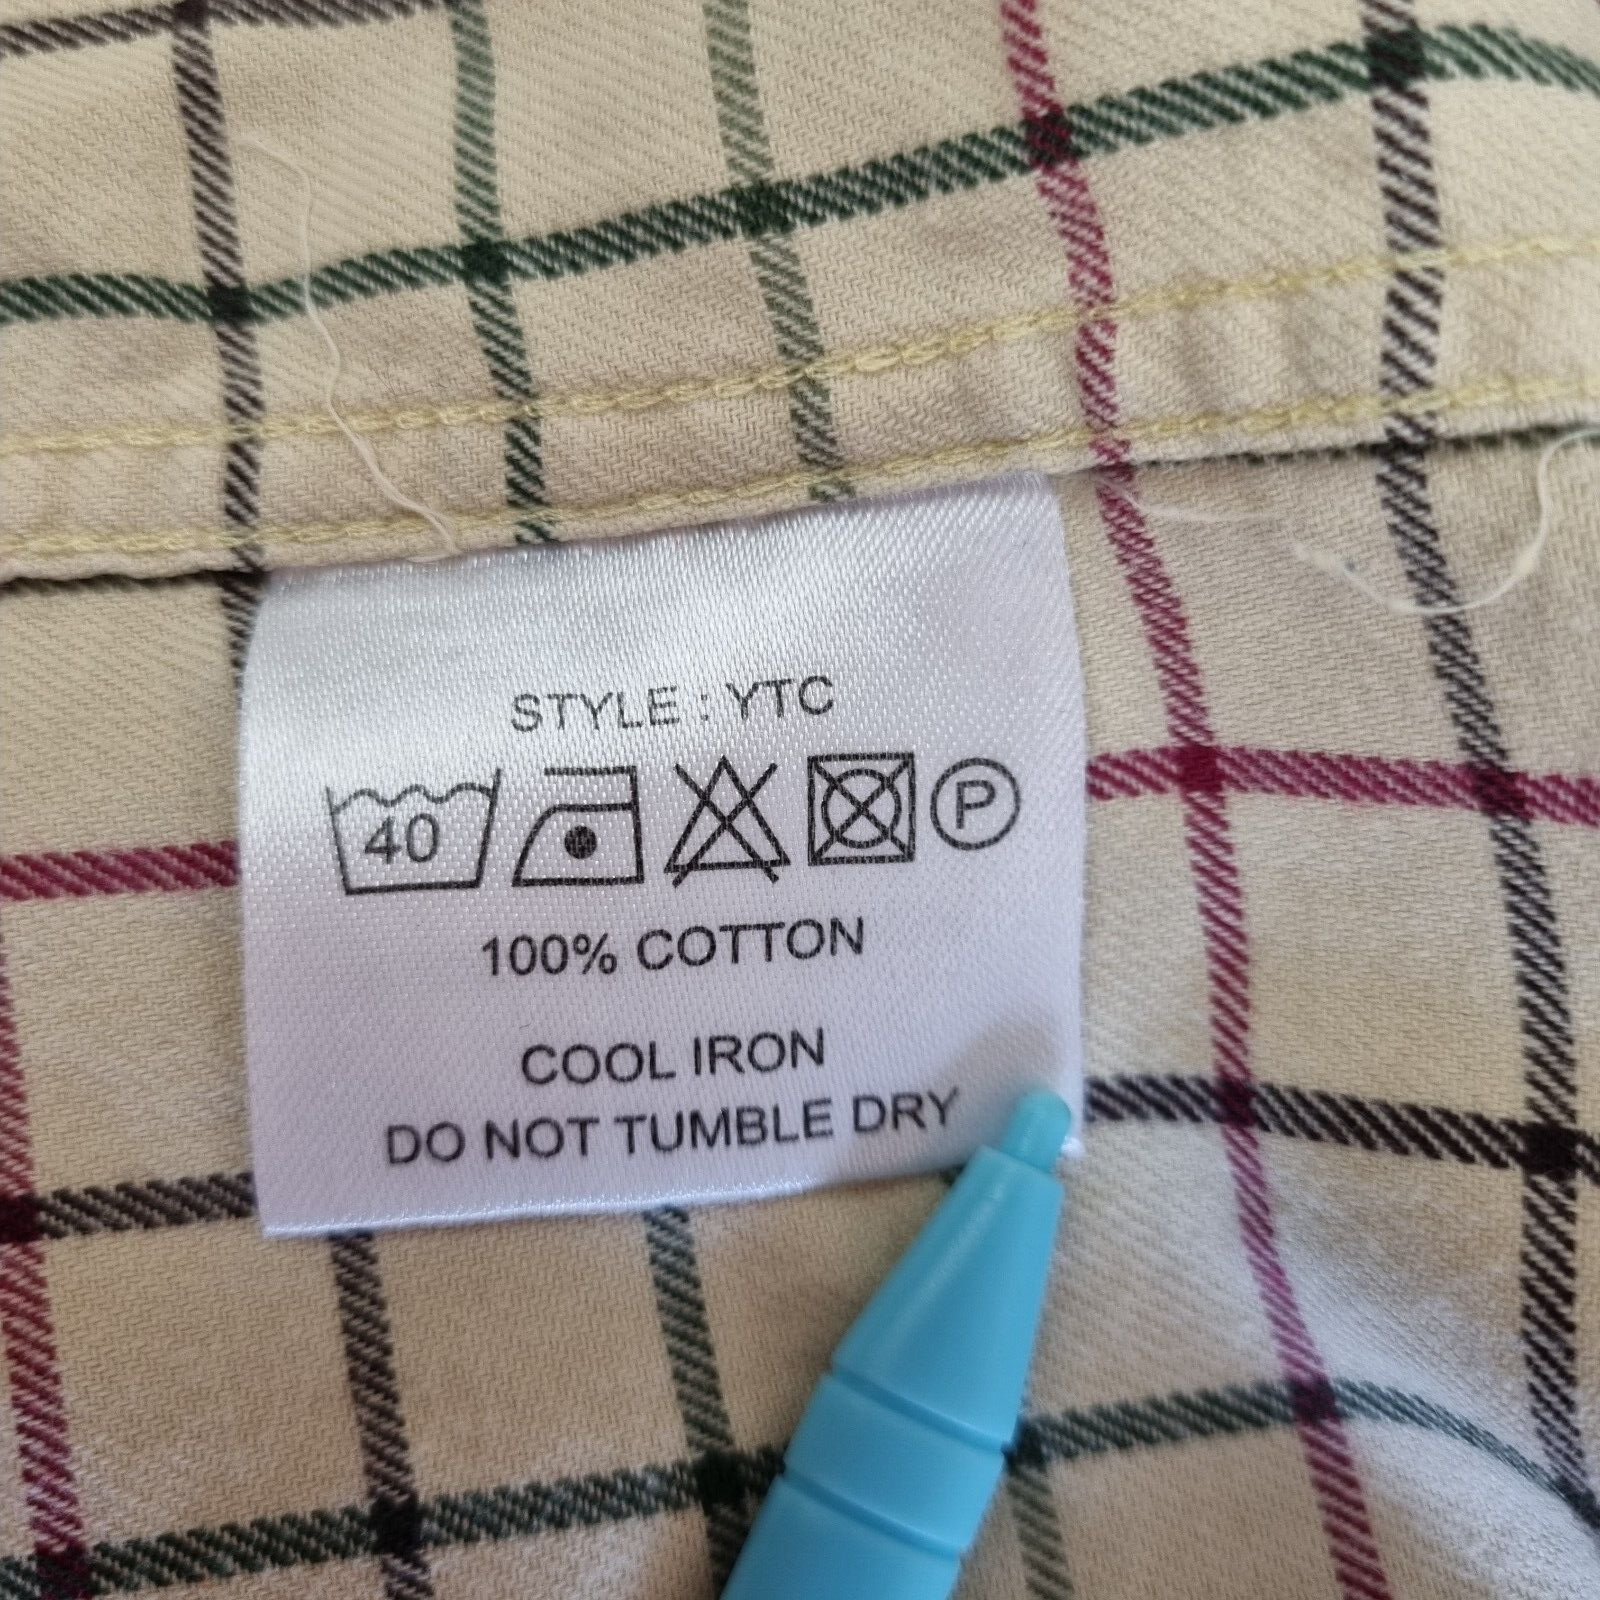 STYLE : YTC
40 P
100% COTTON
COOL IRON
DO NOT TUMBLE DRY